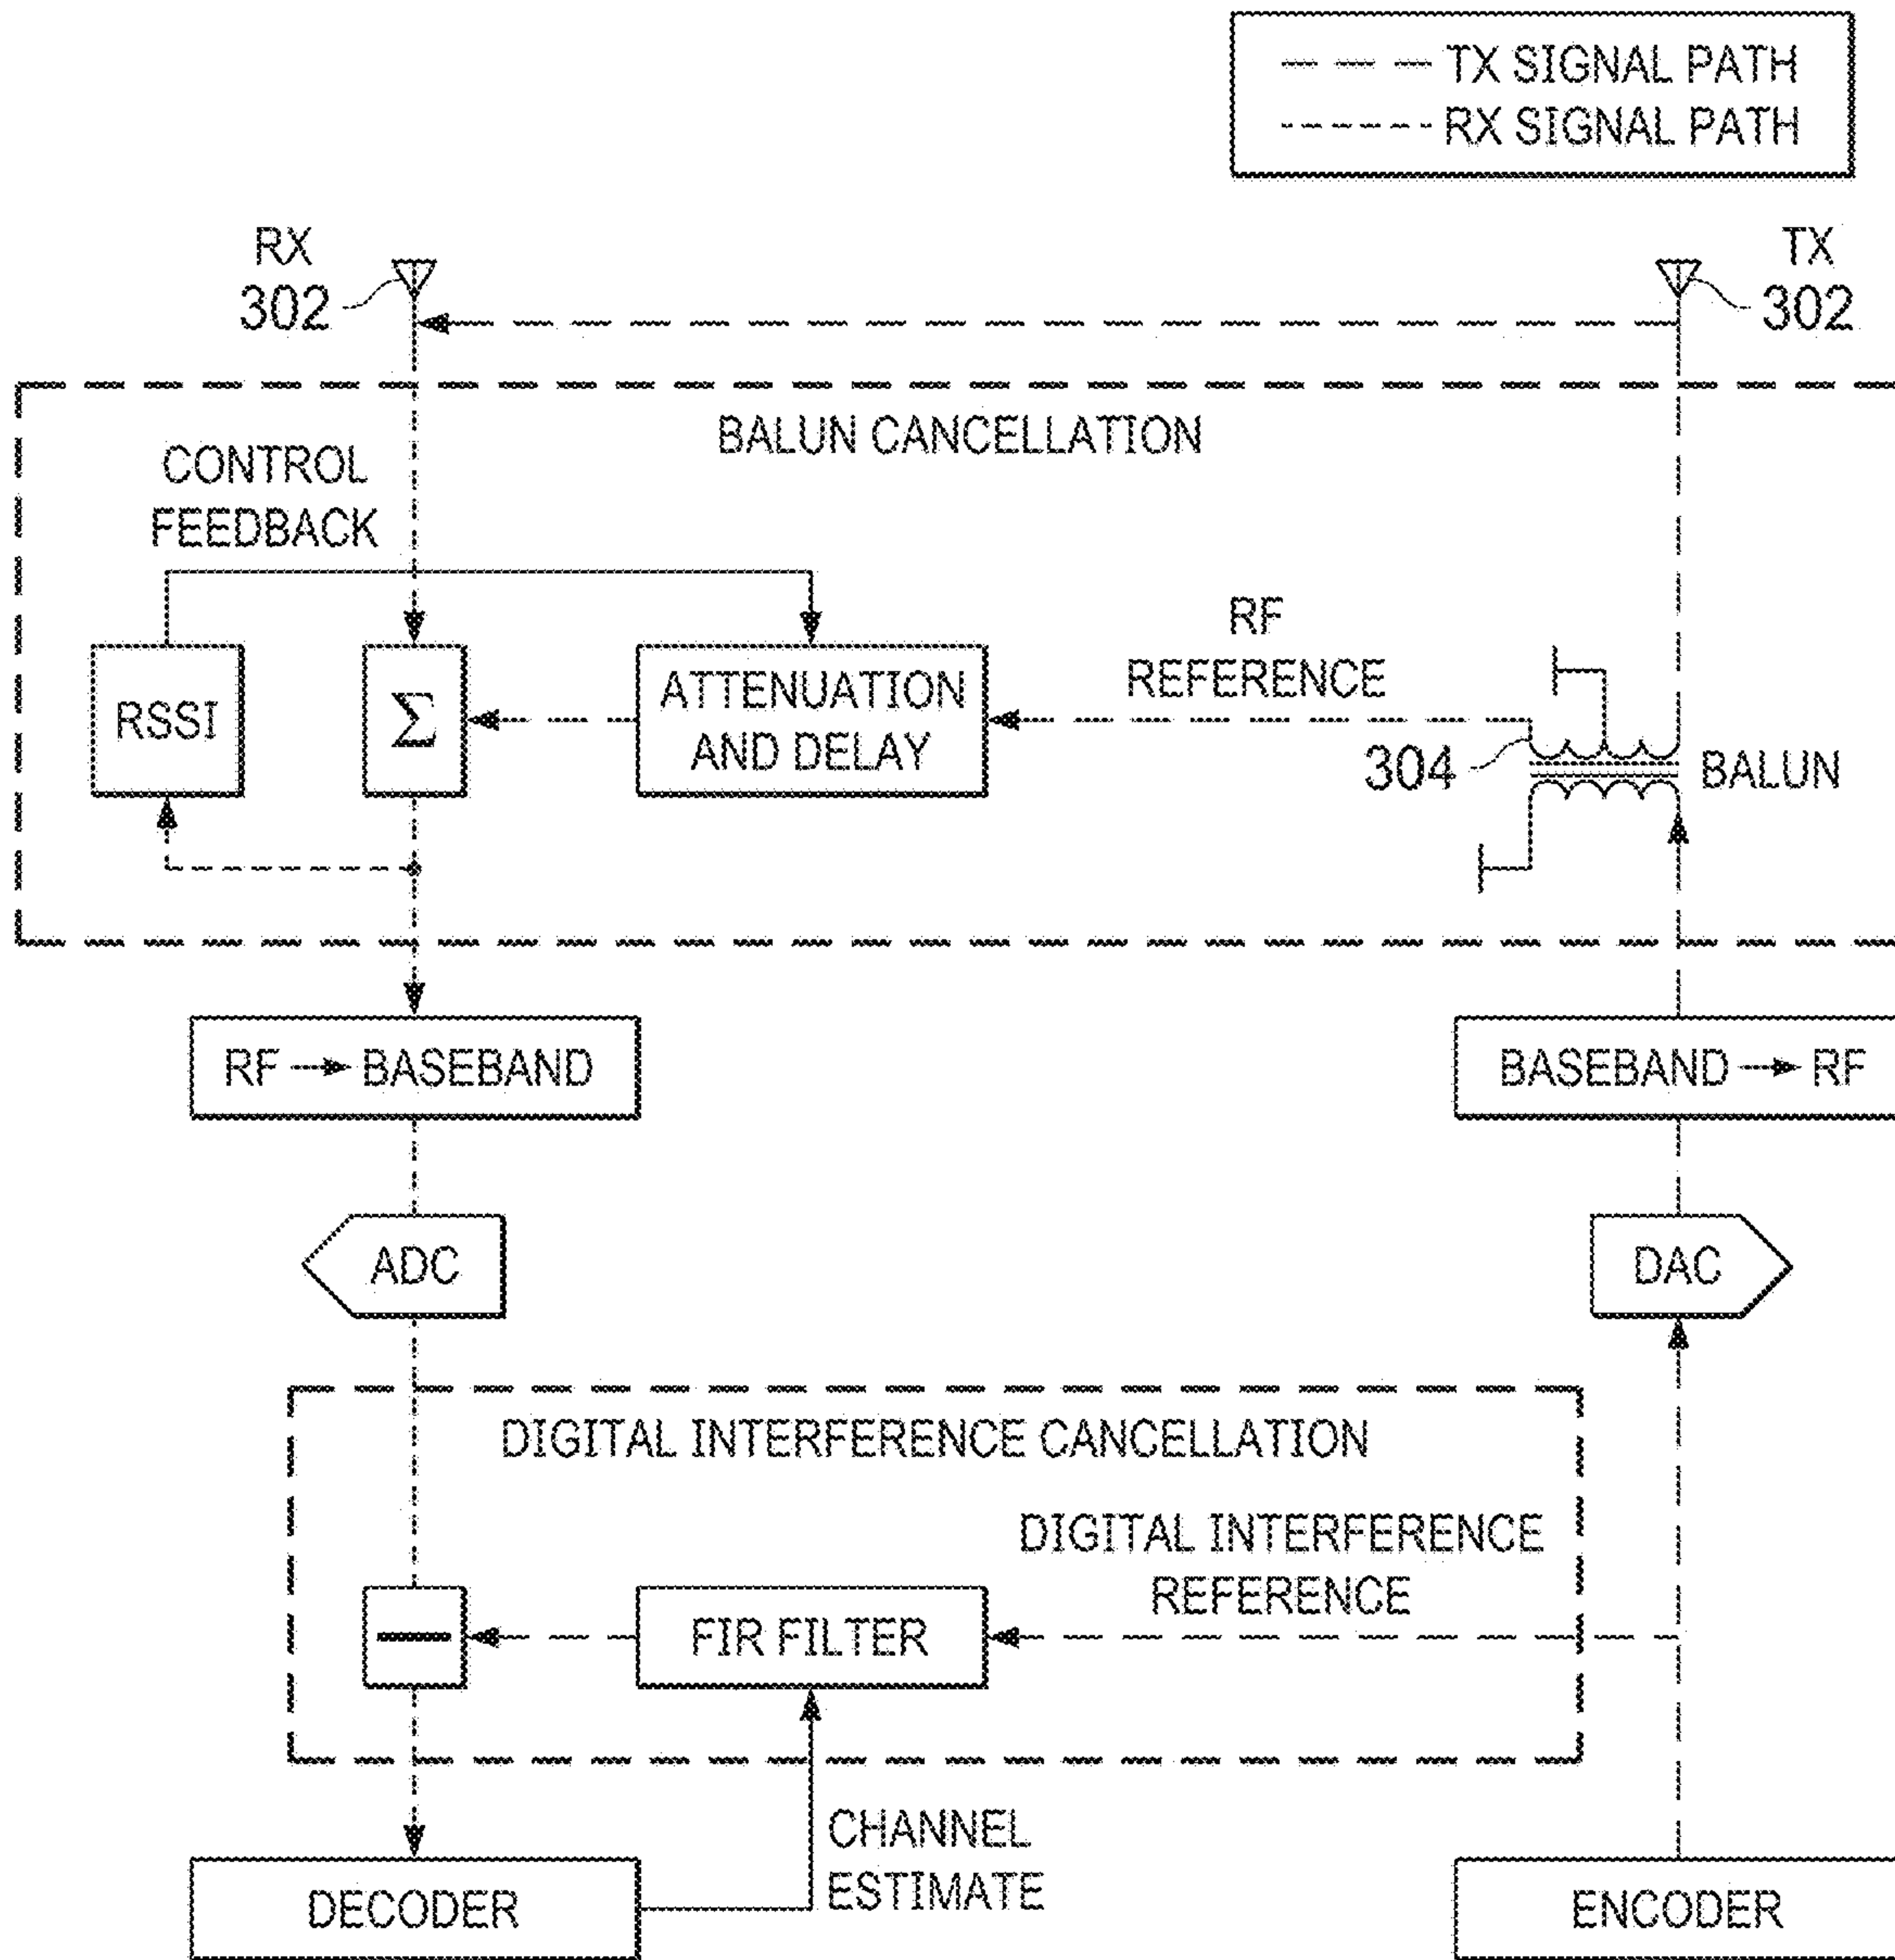 TX SIGNAL PATH
RX SIGNAL PATH
RX
302
TX
302
BALUN CANCELLATION
CONTROL
FEEDBACK
RSSI
Σ
ATTENUATION
AND DELAY
RF
REFERENCE
304
BALUN
RF → BASEBAND
BASEBAND → RF
ADC
DAC
DIGITAL INTERFERENCE CANCELLATION
DIGITAL INTERFERENCE
REFERENCE
FIR FILTER
CHANNEL
ESTIMATE
DECODER
ENCODER